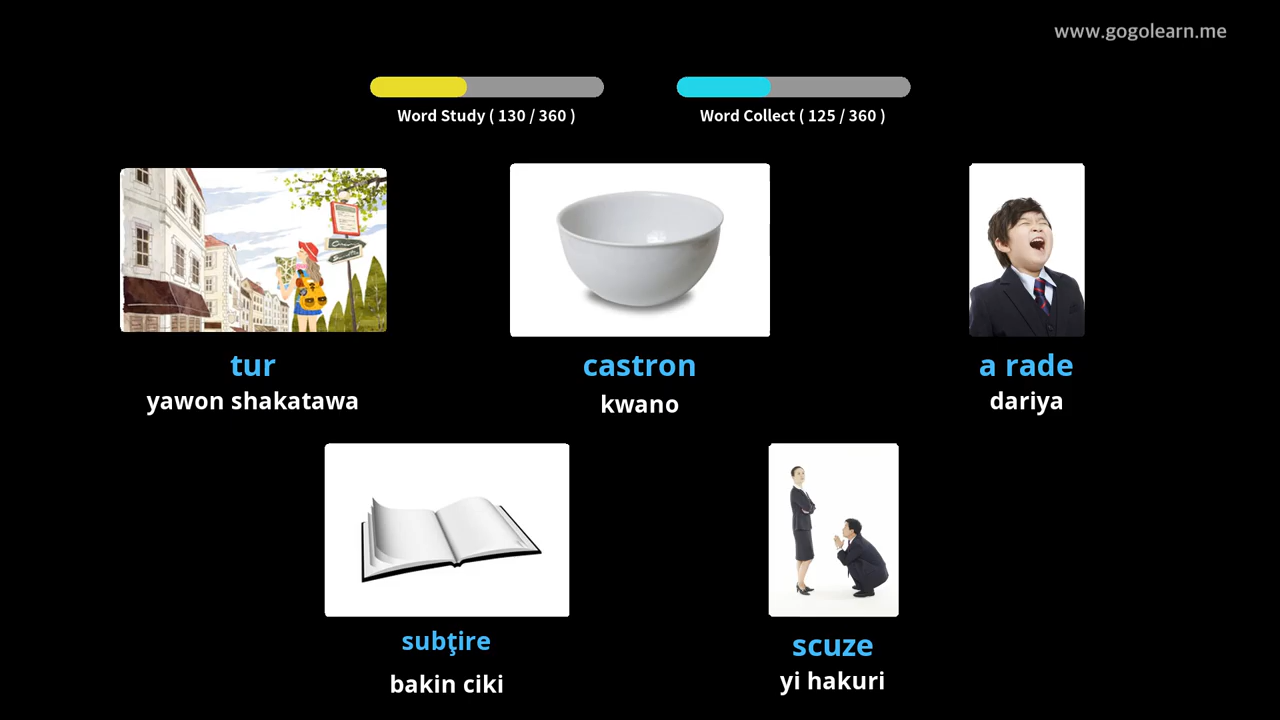 www.gogolearn.me
Word Study ( 130 / 360 )
Word Collect ( 125 / 360 )
tur
yawon shakatawa
castron
kwano
a rade
dariya
subţire
bakin ciki
scuze
yi hakuri